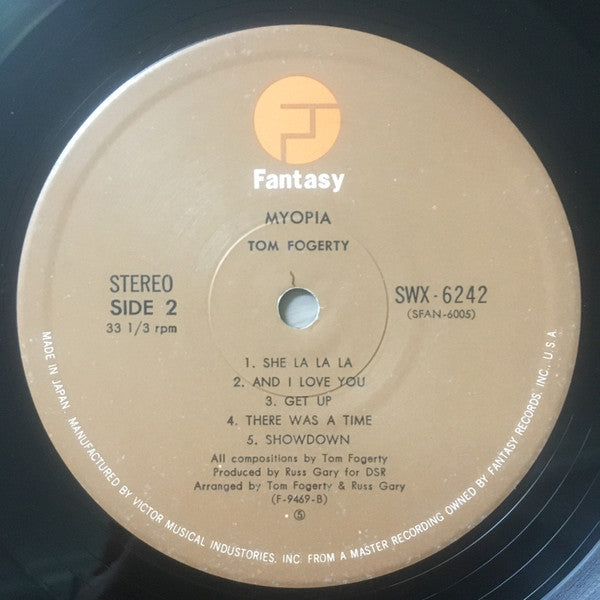 Fantasy
MYOPIA
TOM FOGERTY
STEREO
SIDE 2
33 1/3 rpm
SWX-6242
(SFAN-6005)
1. SHE LA LA LA
2. AND I LOVE YOU
3. GET UP
4. THERE WAS A TIME
5. SHOWDOWN
All compositions by Tom Fogerty
Produced by Russ Gary for DSR
Arranged by Tom Fogerty & Russ Gary
(F-9469-B)
⑤
MADE IN JAPAN. MANUFACTURED BY VICTOR MUSICAL INDUSTORIES, INC. FROM A MASTER RECORDING OWNED BY FANTASY RECORDS, INC., U.S.A.